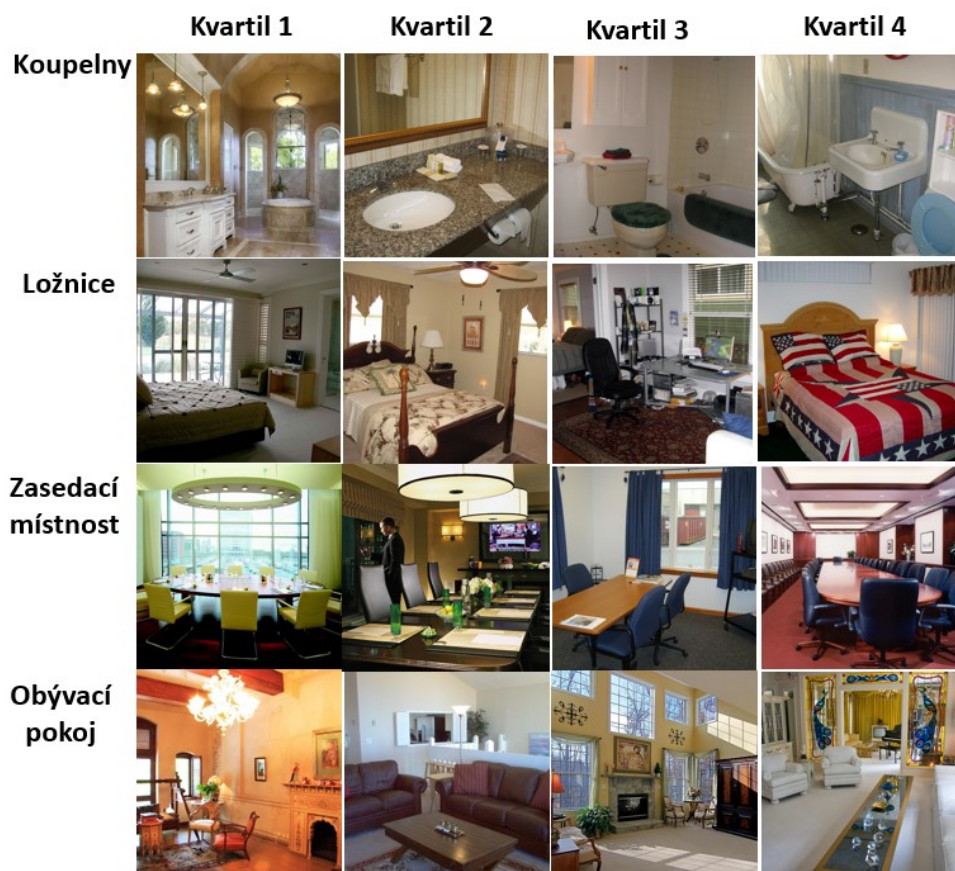 Kvartil 1
Kvartil 2
Kvartil 3
Kvartil 4
Koupelny
Ložnice
Zasedací
místnost
Obývací
pokoj